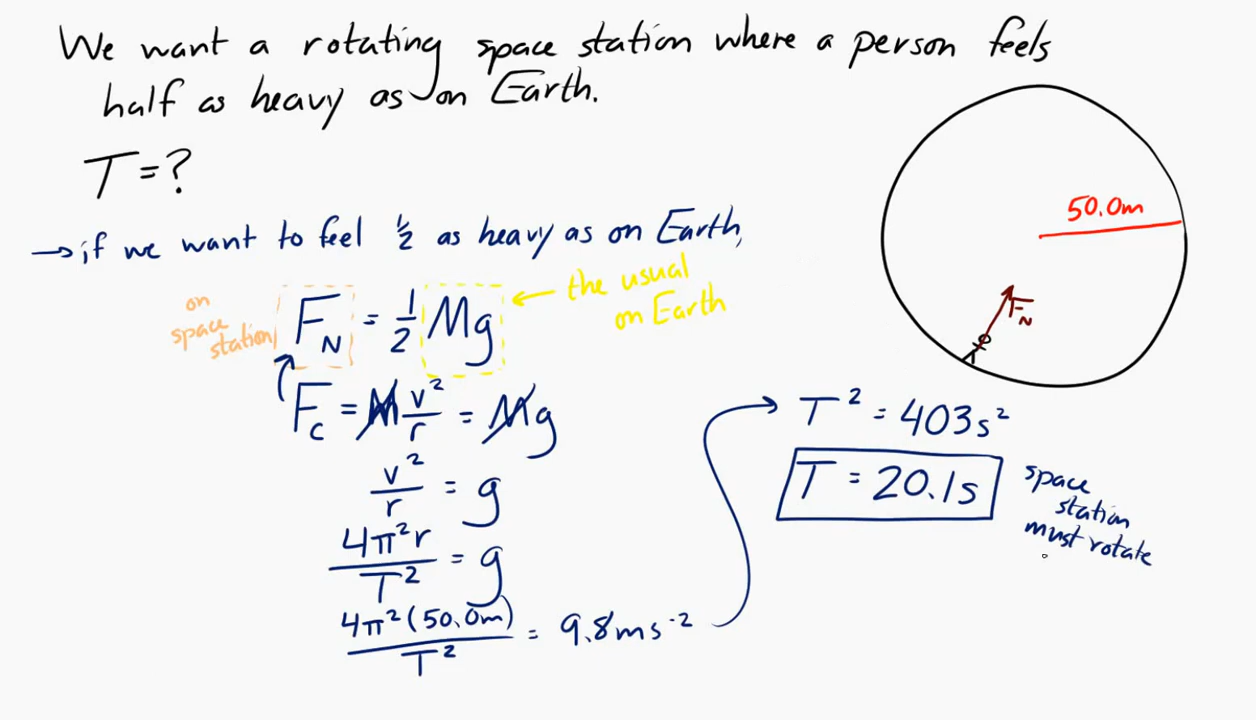 We want a rotating space station where a person feels
half as heavy as on Earth.
T = ?
→ if we want to feel ½ as heavy as on Earth,
on
space
station
F_N = 1/2 Mg
← the usual
on Earth
F_c = M v²/r = Mg
v²/r = g
4π²r/T² = g
4π²(50.0m)/T² = 9.8ms⁻²
50.0m
F_N
T² = 403s²
T = 20.1s
space
station
must rotate